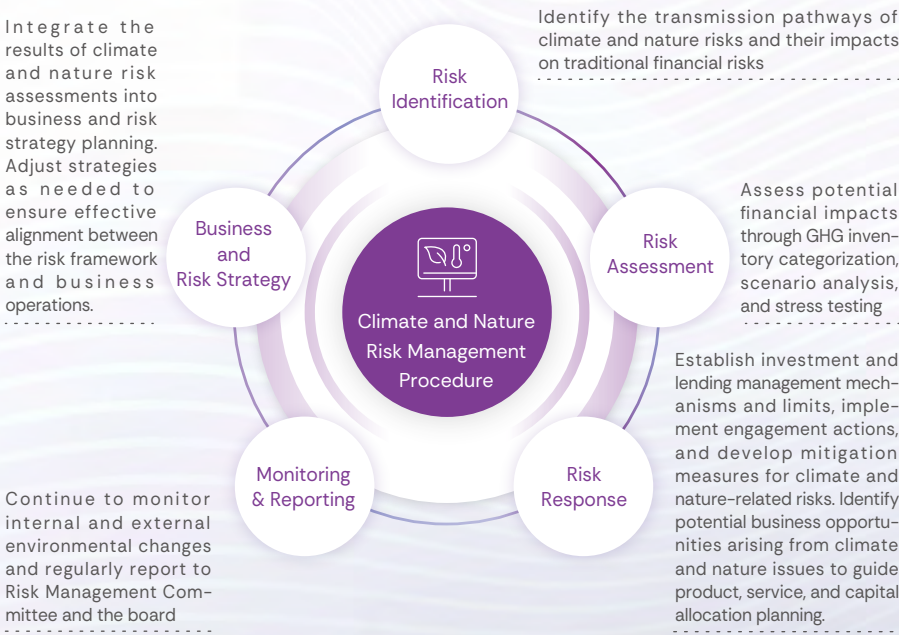 Identify the transmission pathways of
climate and nature risks and their impacts
on traditional financial risks
Integrate the
results of climate
and nature risk
assessments into
business and risk
strategy planning.
Adjust strategies
as needed to
ensure effective
alignment between
the risk framework
and business
operations.
Risk
Identification
Business
and
Risk Strategy
Risk
Assessment
Assess potential
financial impacts
through GHG inven-
tory categorization,
scenario analysis,
and stress testing
Climate and Nature
Risk Management
Procedure
Establish investment and
lending management mech-
anisms and limits, imple-
ment engagement actions,
and develop mitigation
measures for climate and
nature-related risks. Identify
potential business opportu-
nities arising from climate
and nature issues to guide
product, service, and capital
allocation planning.
Monitoring
& Reporting
Risk
Response
Continue to monitor
internal and external
environmental changes
and regularly report to
Risk Management Com-
mittee and the board